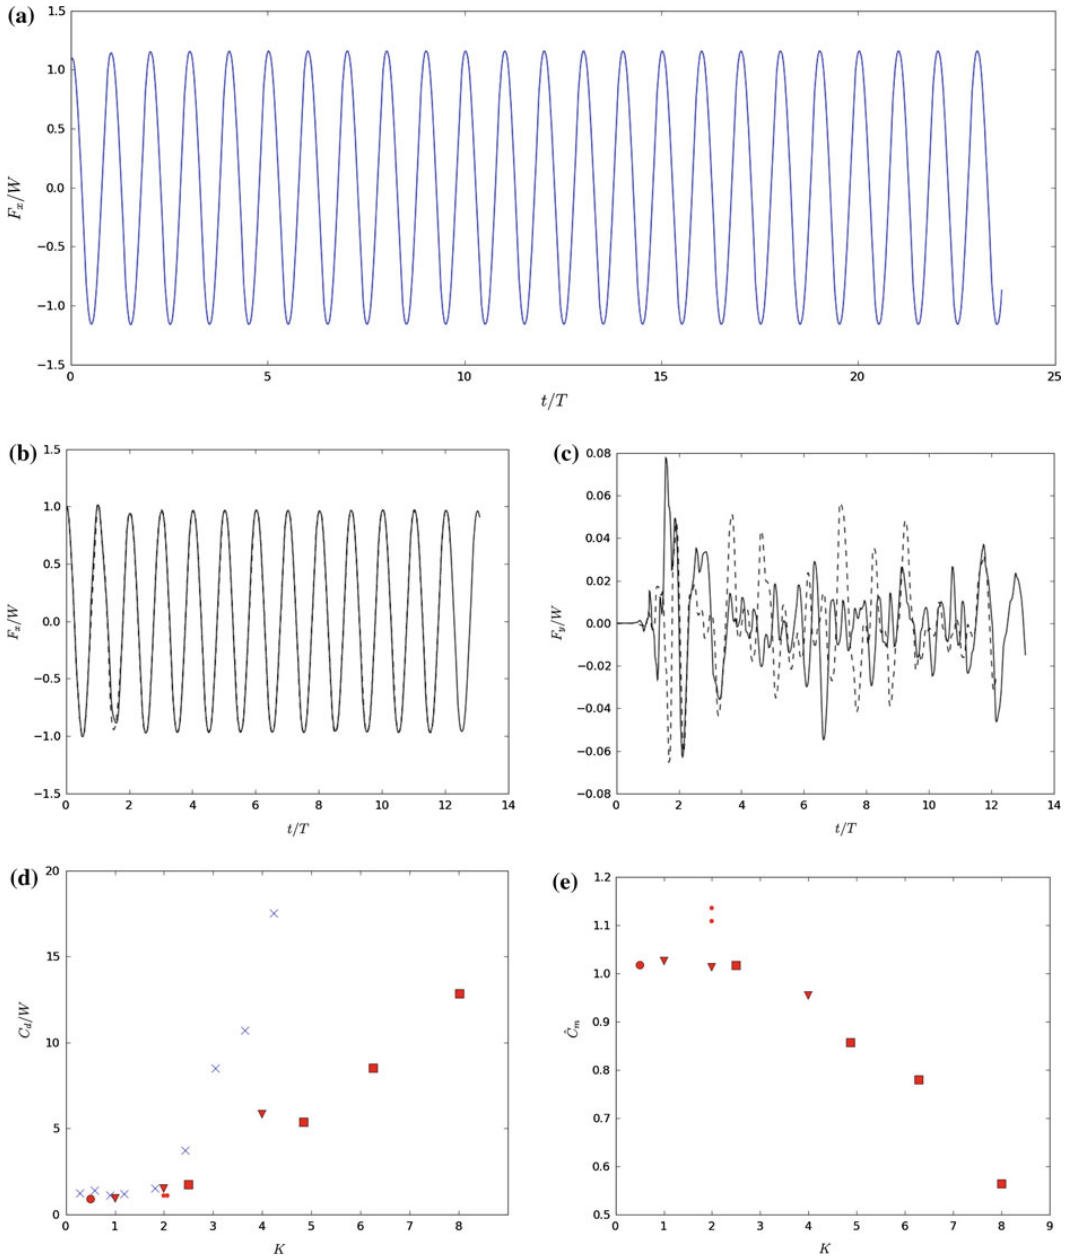 (a)
1.5
1.0
0.5
0.0
−0.5
−1.0
−1.5
F_x/W
0 5 10 15 20 25
t/T
(b)
1.5
1.0
0.5
0.0
−0.5
−1.0
−1.5
F_x/W
0 2 4 6 8 10 12 14
t/T
(c)
0.08
0.06
0.04
0.02
0.00
−0.02
−0.04
−0.06
−0.08
F_y/W
0 2 4 6 8 10 12 14
t/T
(d)
20
15
10
5
0
C_d/W
0 1 2 3 4 5 6 7 8
K
(e)
1.2
1.1
1.0
0.9
0.8
0.7
0.6
0.5
Ĉ_m
0 1 2 3 4 5 6 7 8 9
K